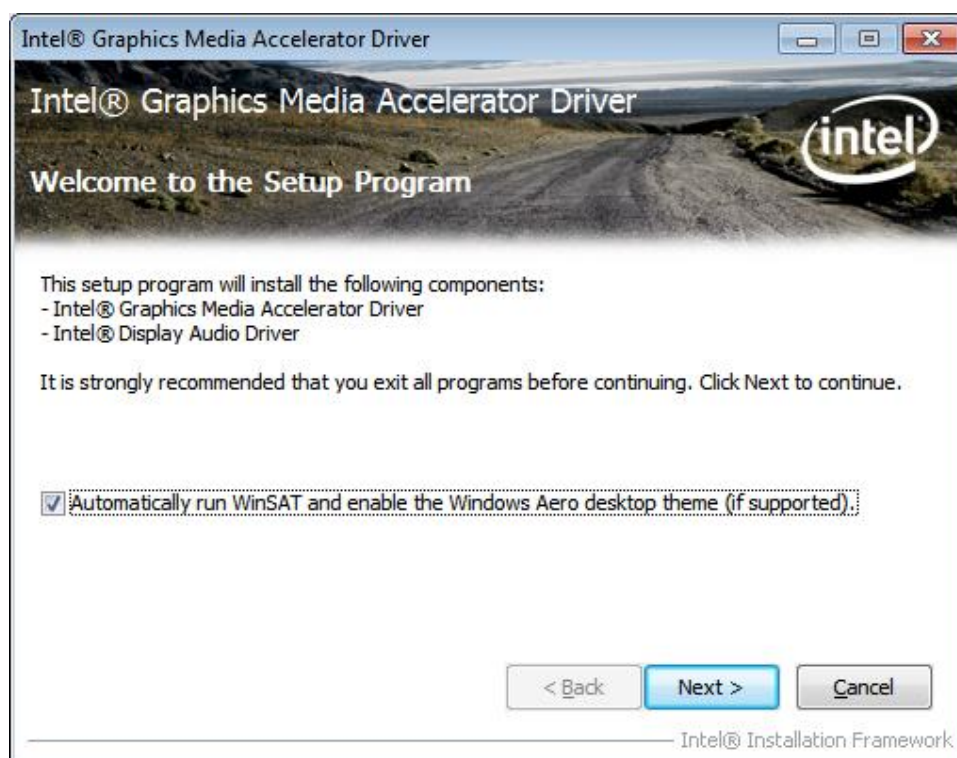 Intel® Graphics Media Accelerator Driver
Intel® Graphics Media Accelerator Driver
intel
Welcome to the Setup Program
This setup program will install the following components:
- Intel® Graphics Media Accelerator Driver
- Intel® Display Audio Driver
It is strongly recommended that you exit all programs before continuing. Click Next to continue.
Automatically run WinSAT and enable the Windows Aero desktop theme (if supported).
< Back Next > Cancel
Intel® Installation Framework